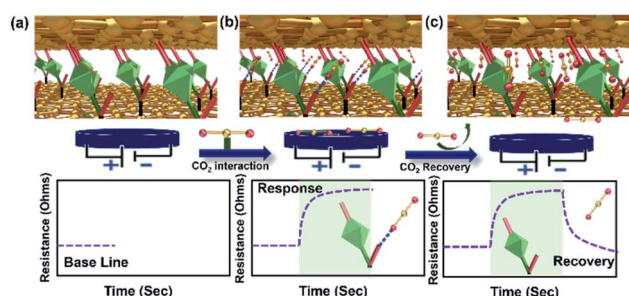 (a)
(b)
(c)
+ −
CO2 interaction
+ −
CO2 Recovery
+ −
Resistance (Ohms)
Base Line
Time (Sec)
Resistance (Ohms)
Response
Time (Sec)
Resistance (Ohms)
Recovery
Time (Sec)